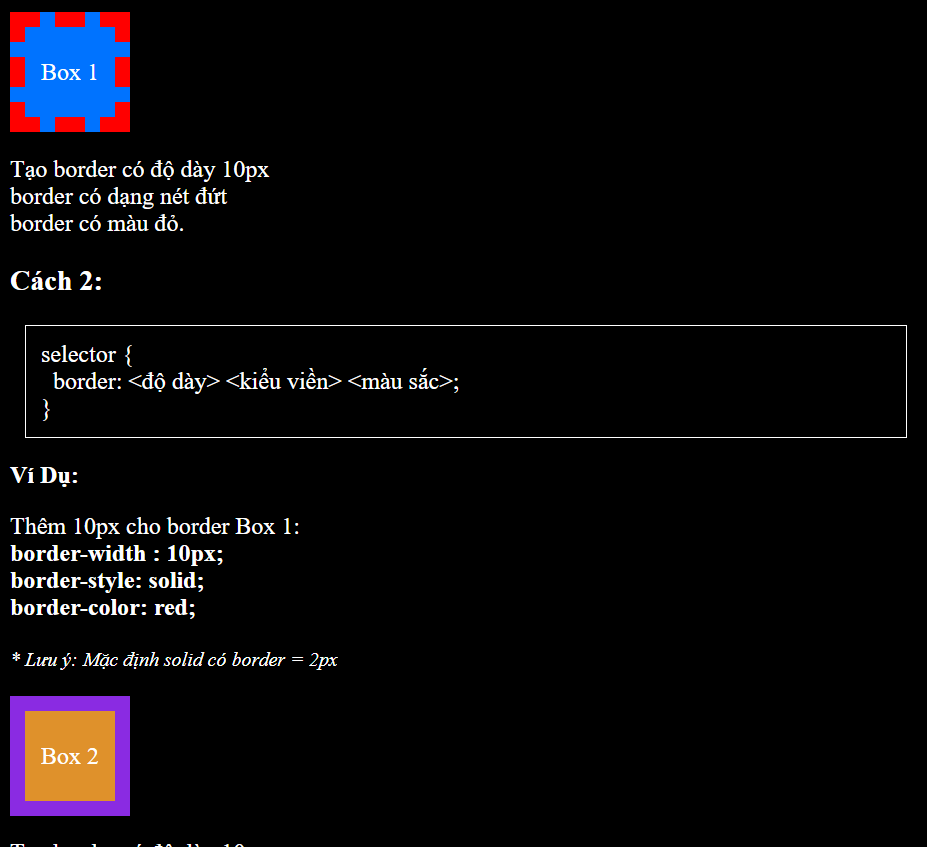 Box 1
Tạo border có độ dày 10px
border có dạng nét đứt
border có màu đỏ.
Cách 2:
selector {
border: <độ dày> <kiểu viền> <màu sắc>;
}
Ví Dụ:
Thêm 10px cho border Box 1:
border-width : 10px;
border-style: solid;
border-color: red;
* Lưu ý: Mặc định solid có border = 2px
Box 2